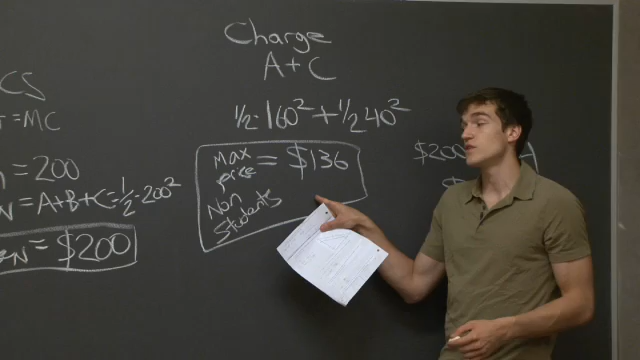 CS
=MC
= 200
= A+B+C = 1/2·200²
= $200
Charge
A+C
1/2·160² + 1/2 40²
Max price = $136
Non
Students
$200